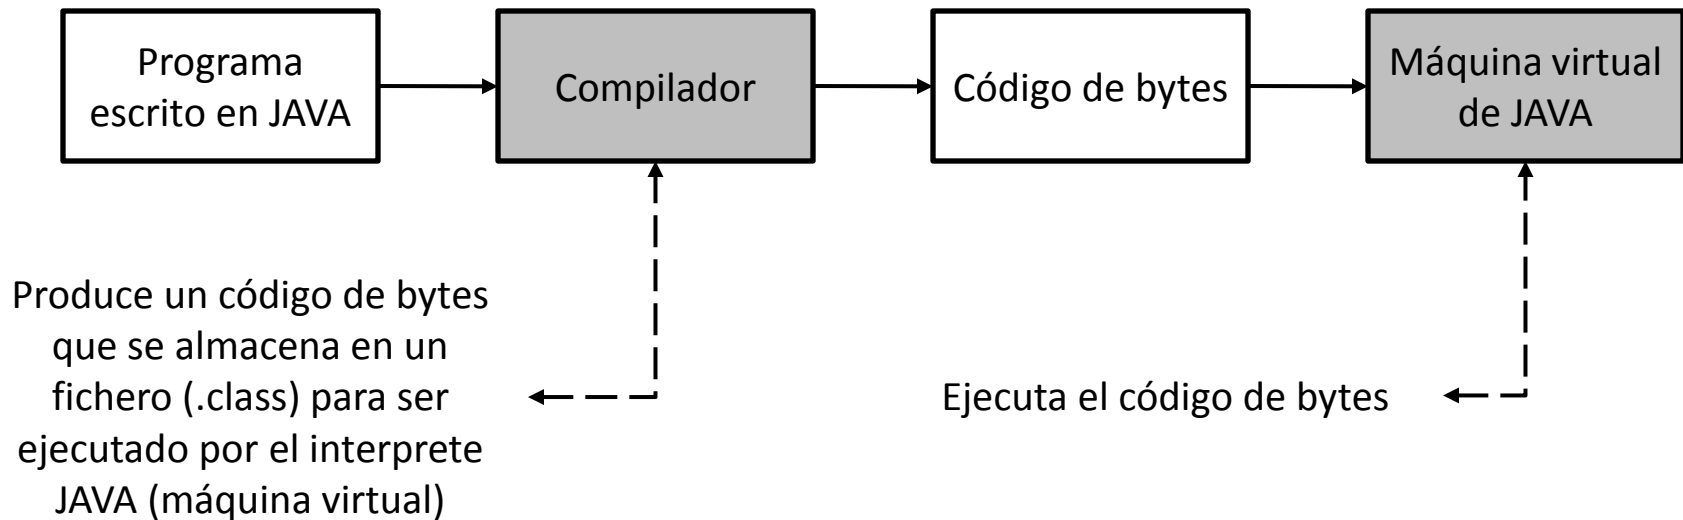 Programa
escrito en JAVA
Compilador
Código de bytes
Máquina virtual
de JAVA
Produce un código de bytes
que se almacena en un
fichero (.class) para ser
ejecutado por el interprete
JAVA (máquina virtual)
Ejecuta el código de bytes